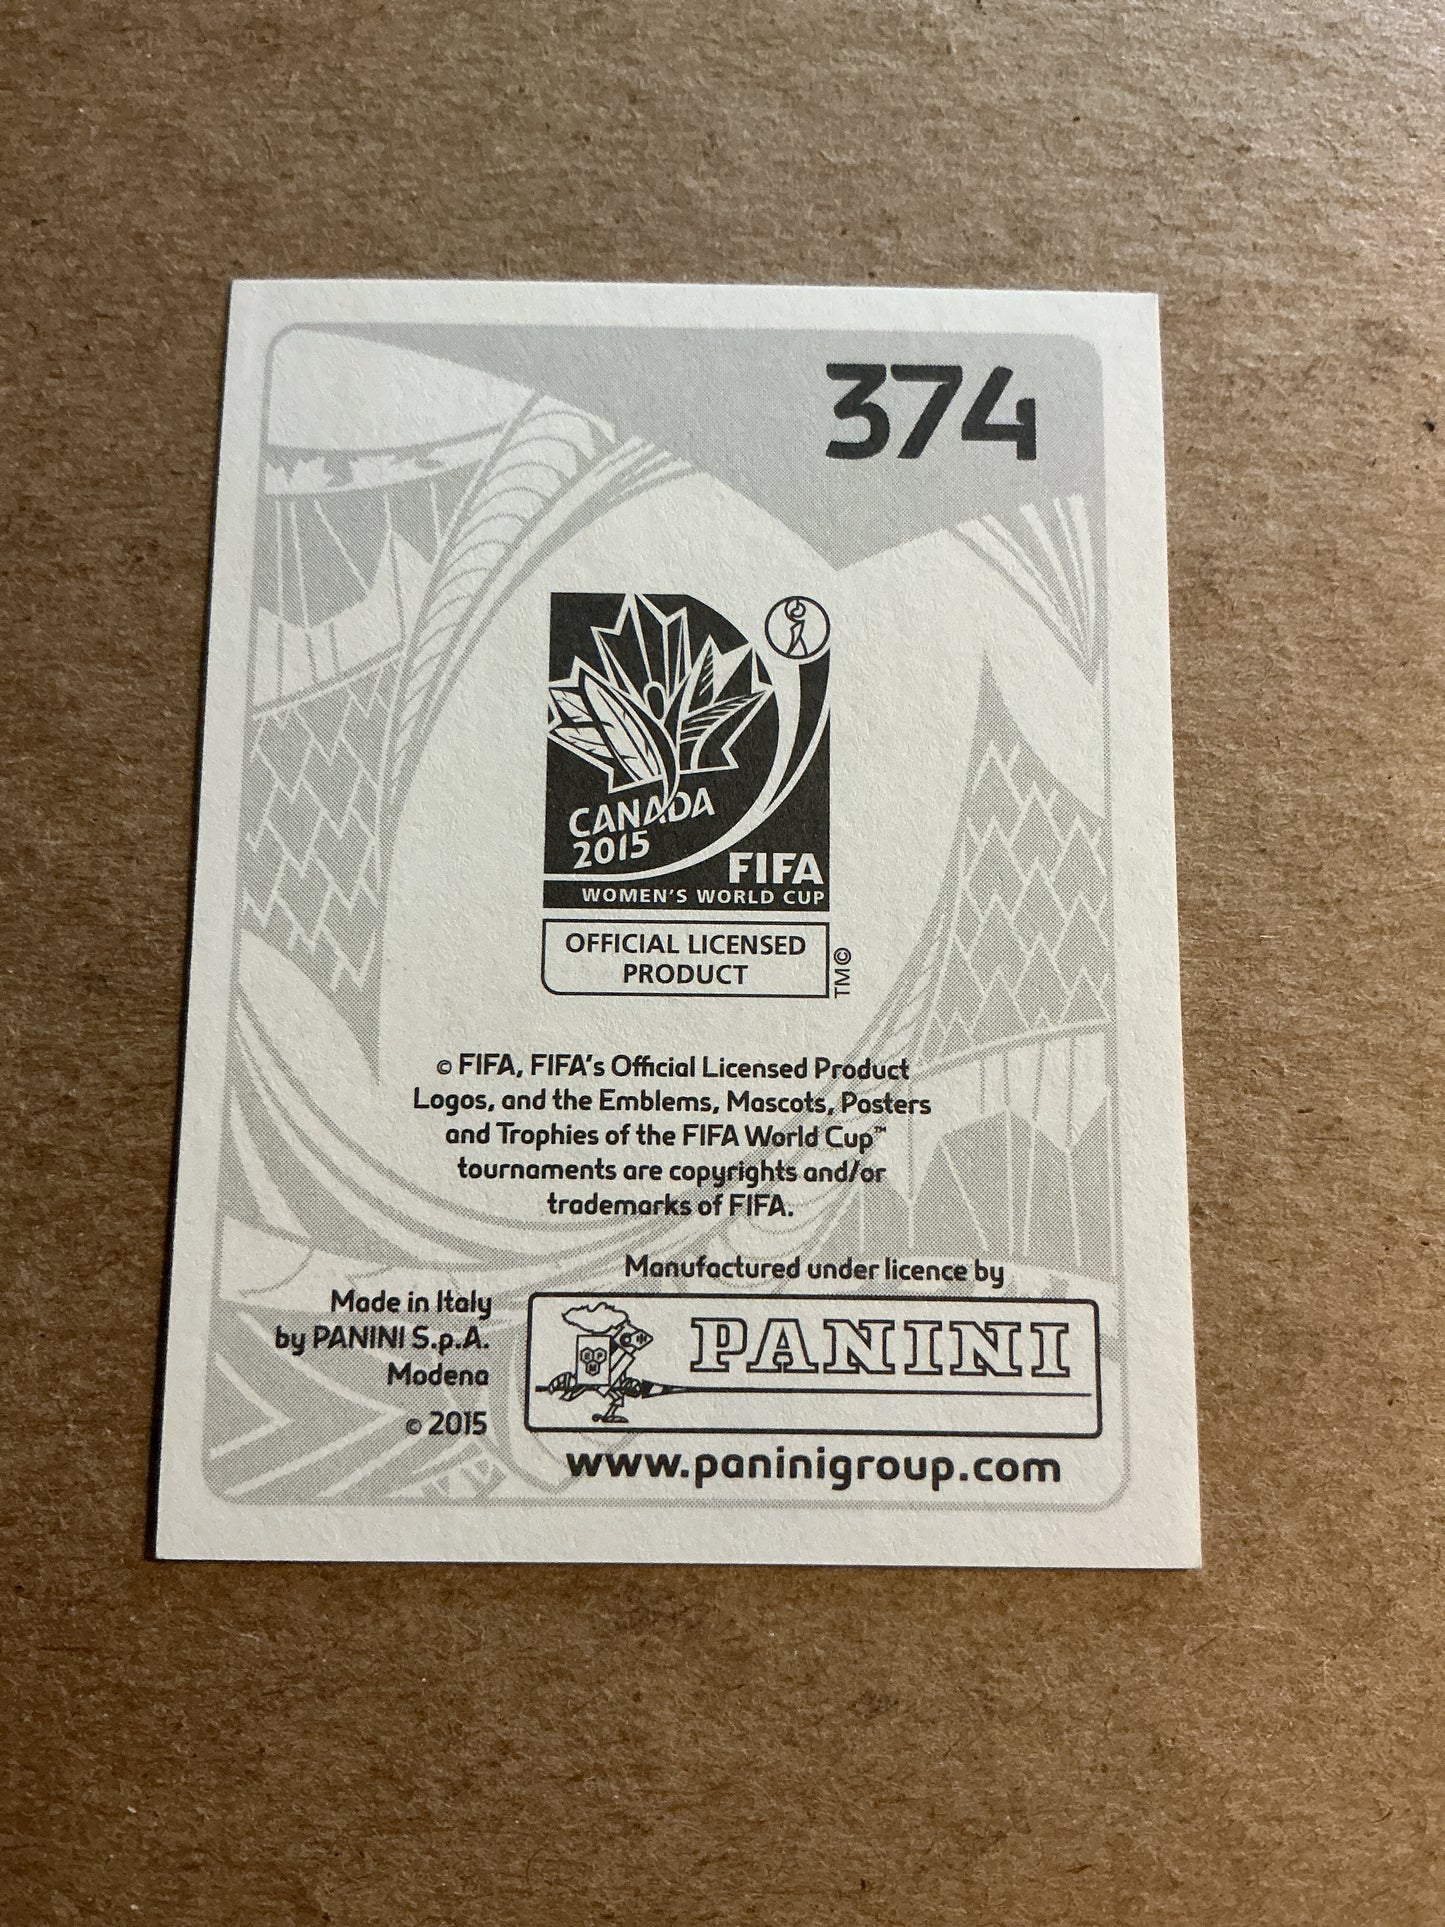 374
CANADA
2015
FIFA
WOMEN'S WORLD CUP
OFFICIAL LICENSED
PRODUCT
TM©
© FIFA, FIFA's Official Licensed Product
Logos, and the Emblems, Mascots, Posters
and Trophies of the FIFA World Cup™
tournaments are copyrights and/or
trademarks of FIFA.
Manufactured under licence by
Made in Italy
by PANINI S.p.A.
Modena
© 2015
PANINI
www.paninigroup.com